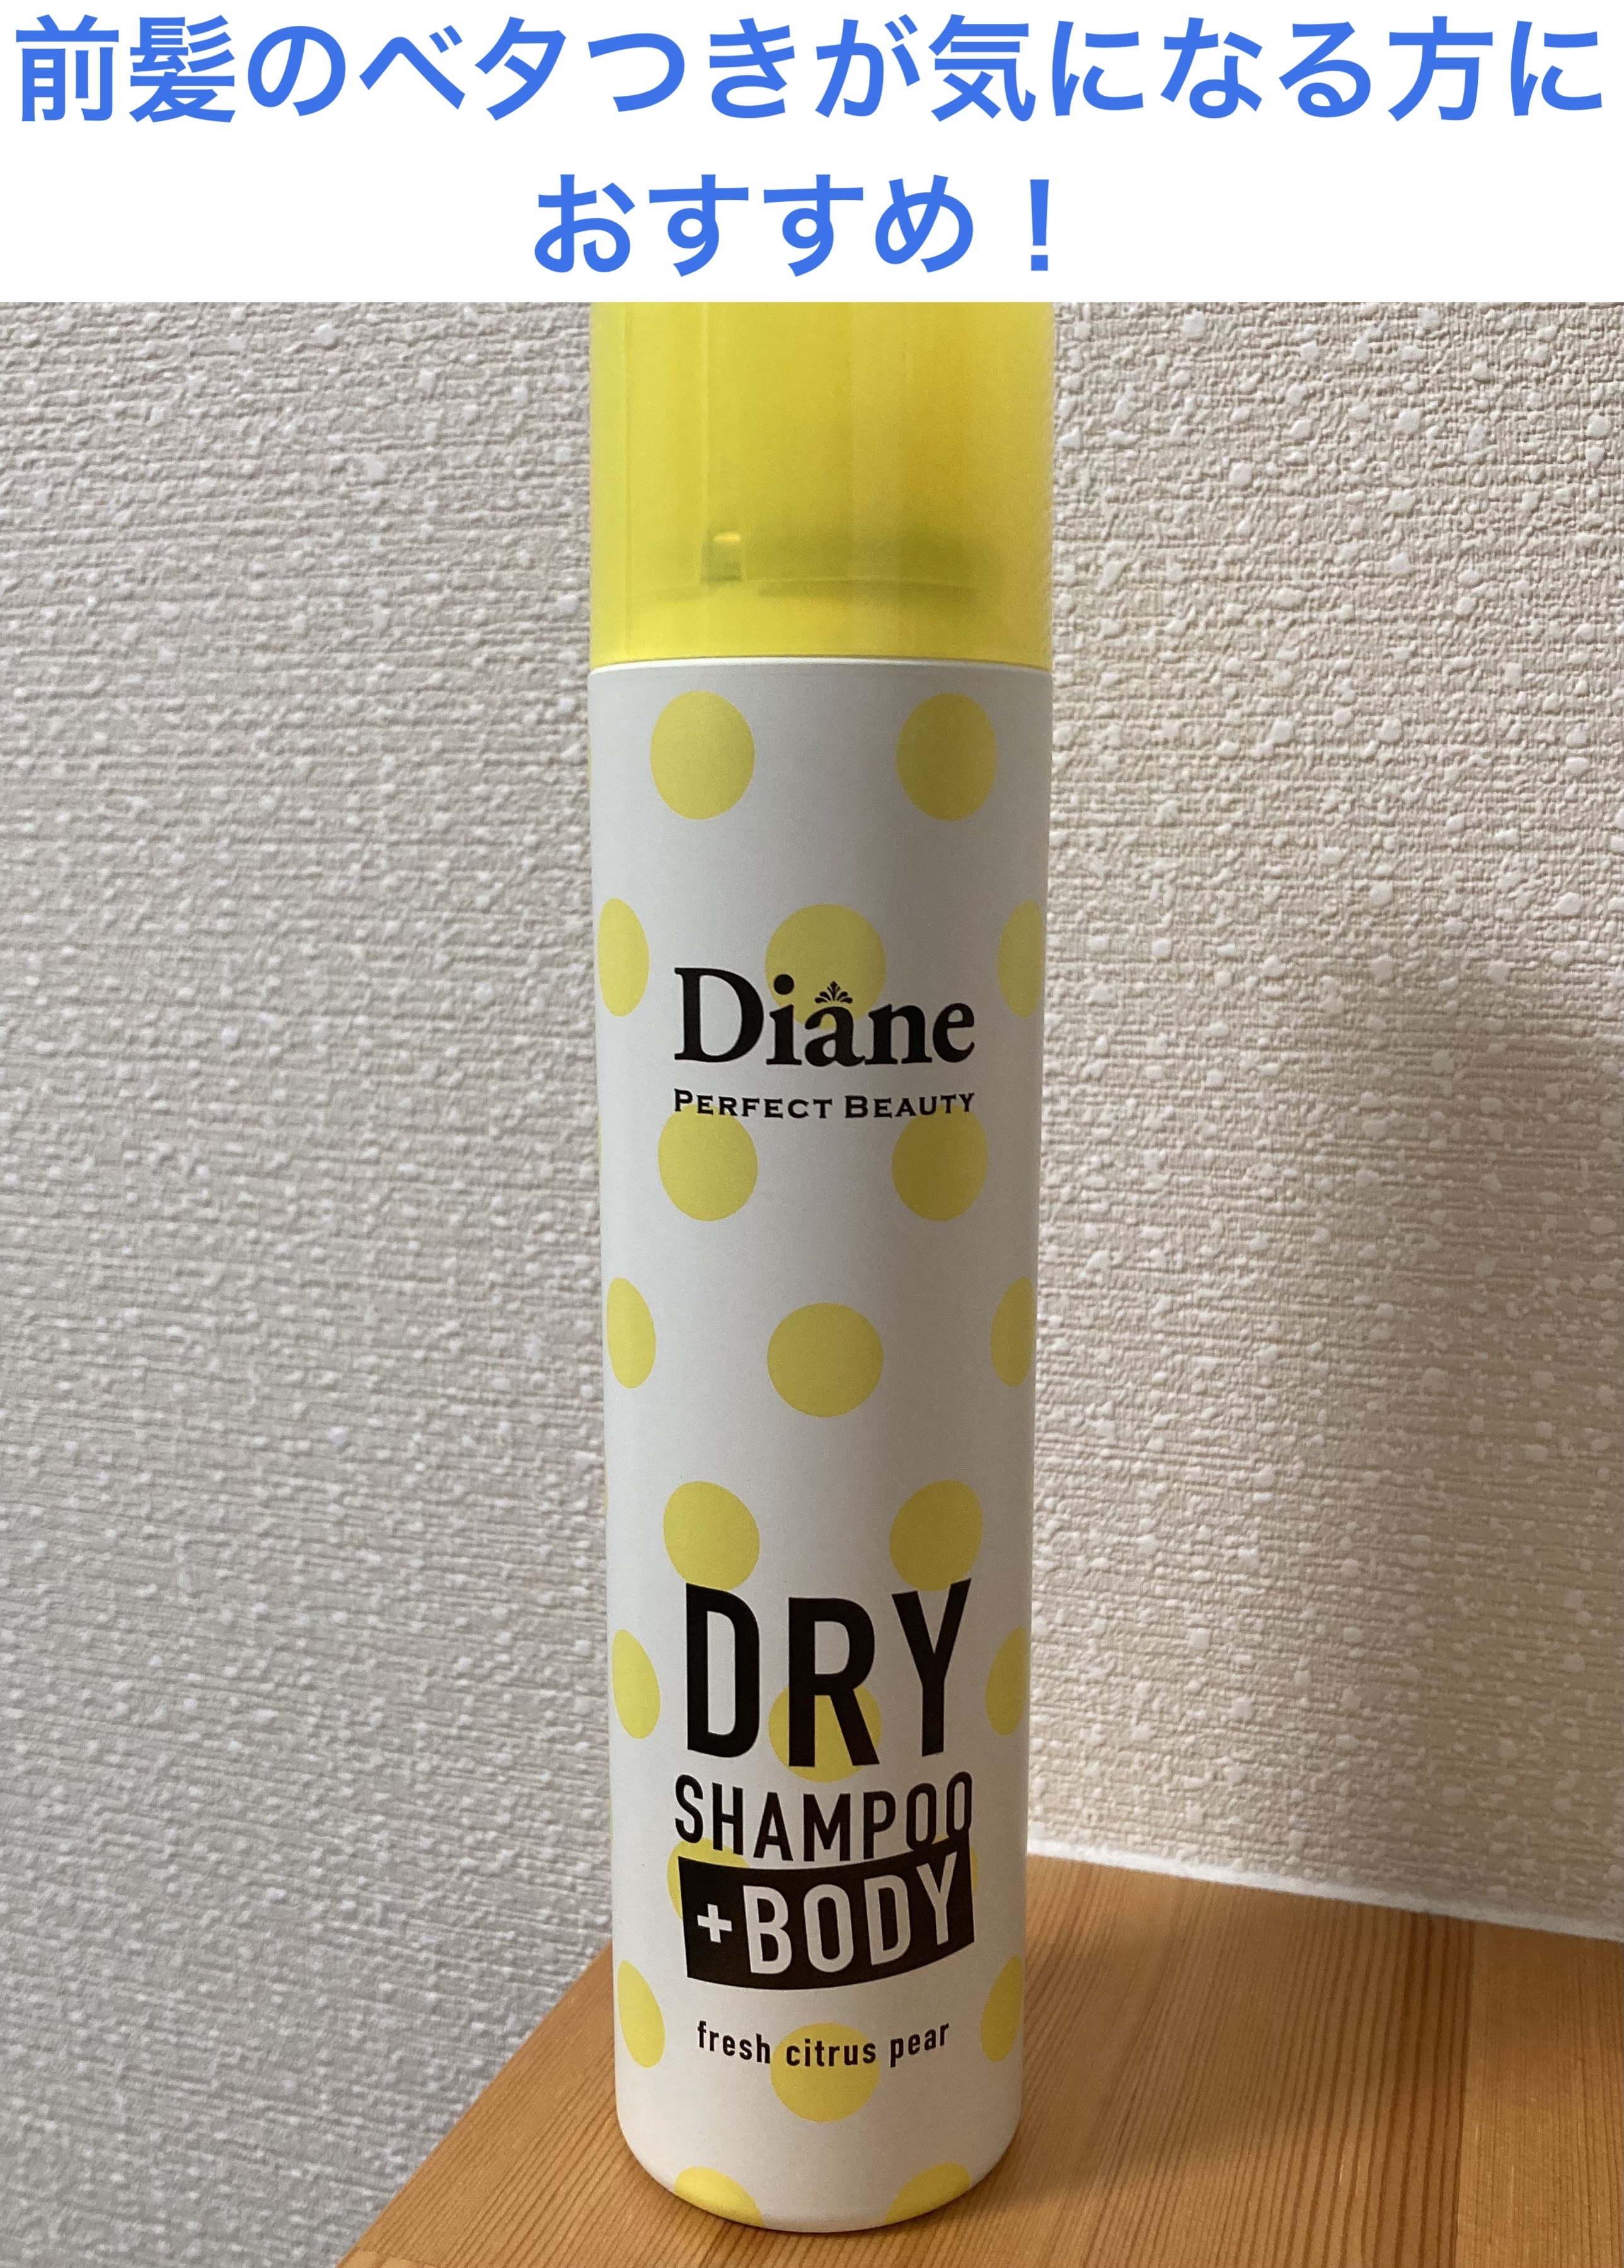 前髪のベタつきが気になる方に
おすすめ！
Diane
PERFECT BEAUTY
DRY
SHAMPOO
+BODY
fresh citrus pear